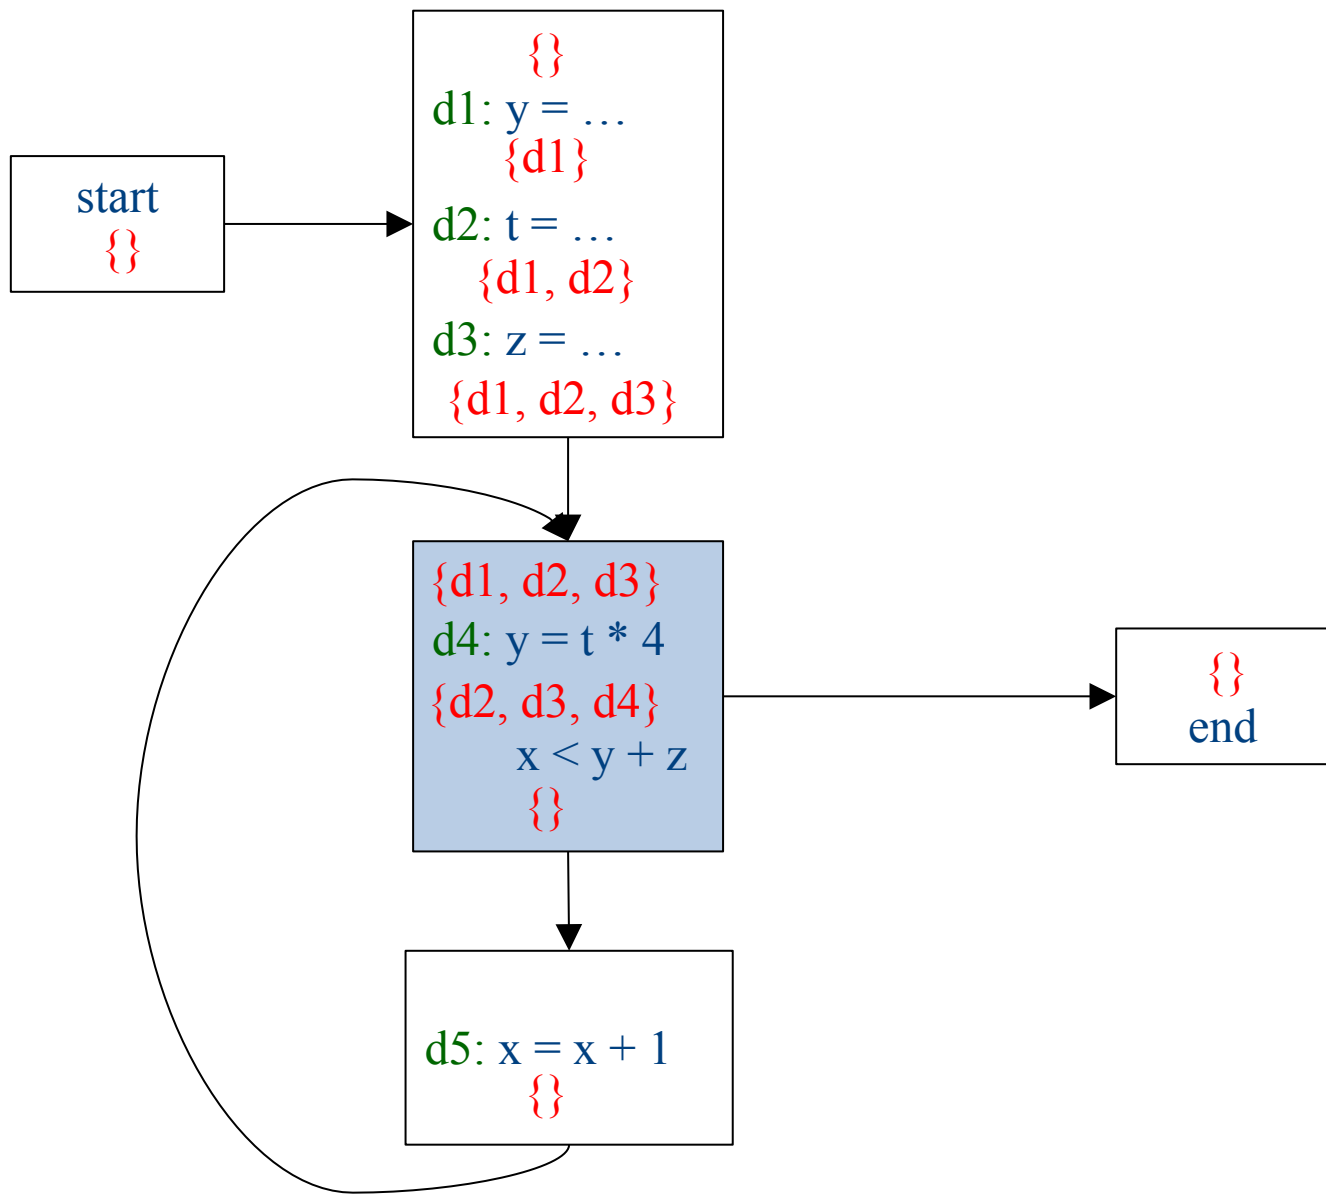 start
{}
{}
d1: y = …
{d1}
d2: t = …
{d1, d2}
d3: z = …
{d1, d2, d3}
{d1, d2, d3}
d4: y = t * 4
{d2, d3, d4}
x < y + z
{}
{}
end
d5: x = x + 1
{}